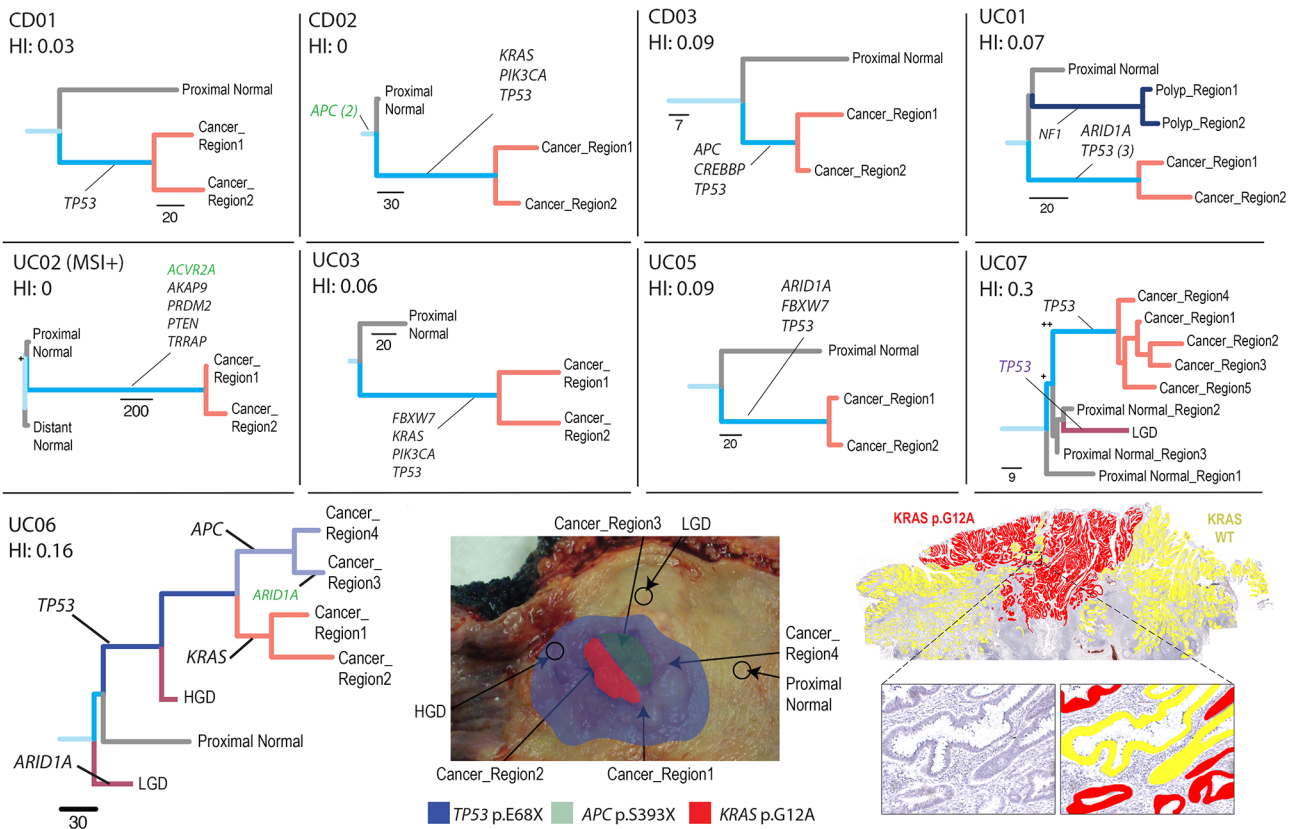 CD01
HI: 0.03
Proximal Normal
Cancer_
Region1
Cancer_
Region2
TP53
20
CD02
HI: 0
KRAS
PIK3CA
TP53
APC (2)
Proximal
Normal
Cancer_Region1
Cancer_Region2
30
CD03
HI: 0.09
Proximal Normal
7
Cancer_Region1
APC
CREBBP
TP53
Cancer_Region2
UC01
HI: 0.07
Proximal Normal
Polyp_Region1
Polyp_Region2
NF1
ARID1A
TP53 (3)
Cancer_Region1
Cancer_Region2
20
UC02 (MSI+)
HI: 0
ACVR2A
AKAP9
PRDM2
PTEN
TRRAP
Proximal
Normal
+
Cancer_
Region1
Cancer_
Region2
200
Distant
Normal
UC03
HI: 0.06
Proximal
Normal
20
Cancer_
Region1
Cancer_
Region2
FBXW7
KRAS
PIK3CA
TP53
UC05
HI: 0.09
ARID1A
FBXW7
TP53
Proximal Normal
Cancer_Region1
Cancer_Region2
20
UC07
HI: 0.3
TP53
++
Cancer_Region4
Cancer_Region1
Cancer_Region2
Cancer_Region3
Cancer_Region5
TP53
+
Proximal Normal_Region2
LGD
Proximal Normal_Region3
Proximal Normal_Region1
9
UC06
HI: 0.16
APC
Cancer_
Region4
Cancer_
Region3
ARID1A
TP53
Cancer_
Region1
KRAS
Cancer_
Region2
HGD
Proximal Normal
ARID1A
LGD
30
Cancer_Region3
LGD
Cancer_
Region4
Proximal
Normal
HGD
Cancer_Region2
Cancer_Region1
TP53 p.E68X
APC p.S393X
KRAS p.G12A
KRAS p.G12A
KRAS
WT